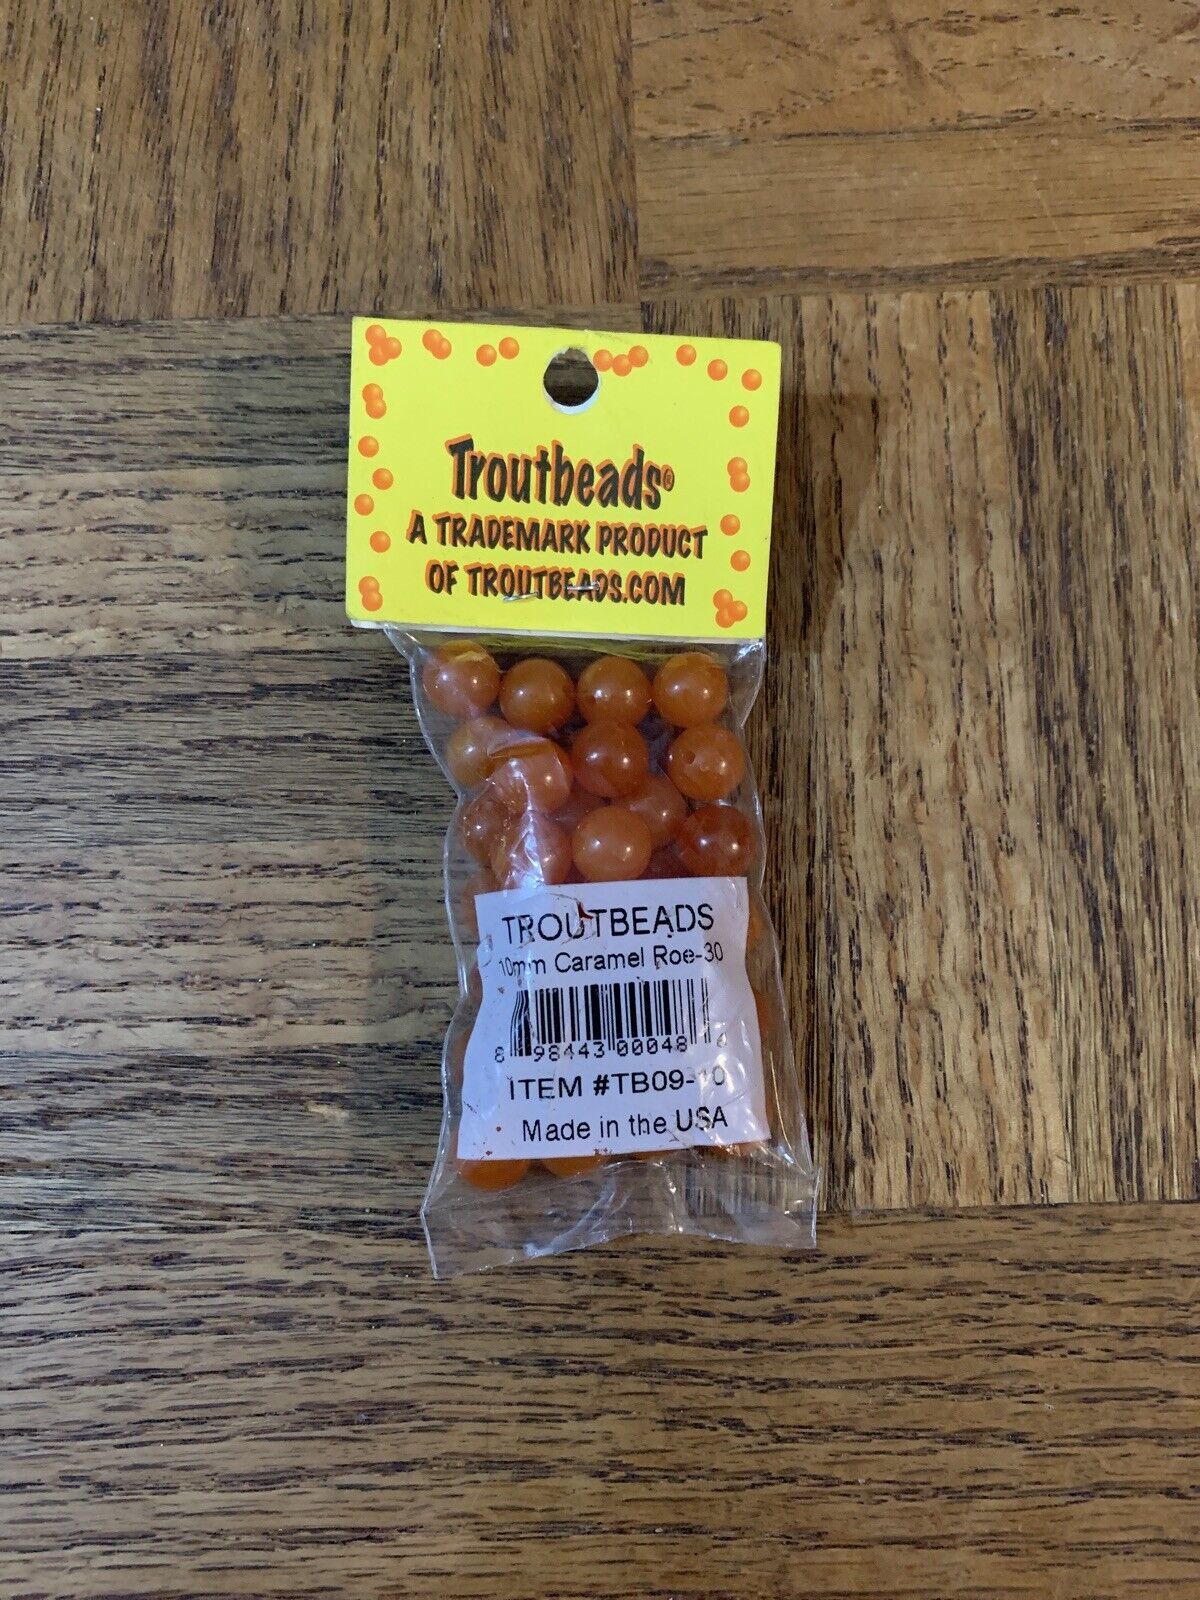 Troutbeads®
A TRADEMARK PRODUCT
OF TROUTBEADS.COM
TROUTBEADS
10mm Caramel Roe-30
8 98443 00048 6
ITEM #TB09-10
Made in the USA